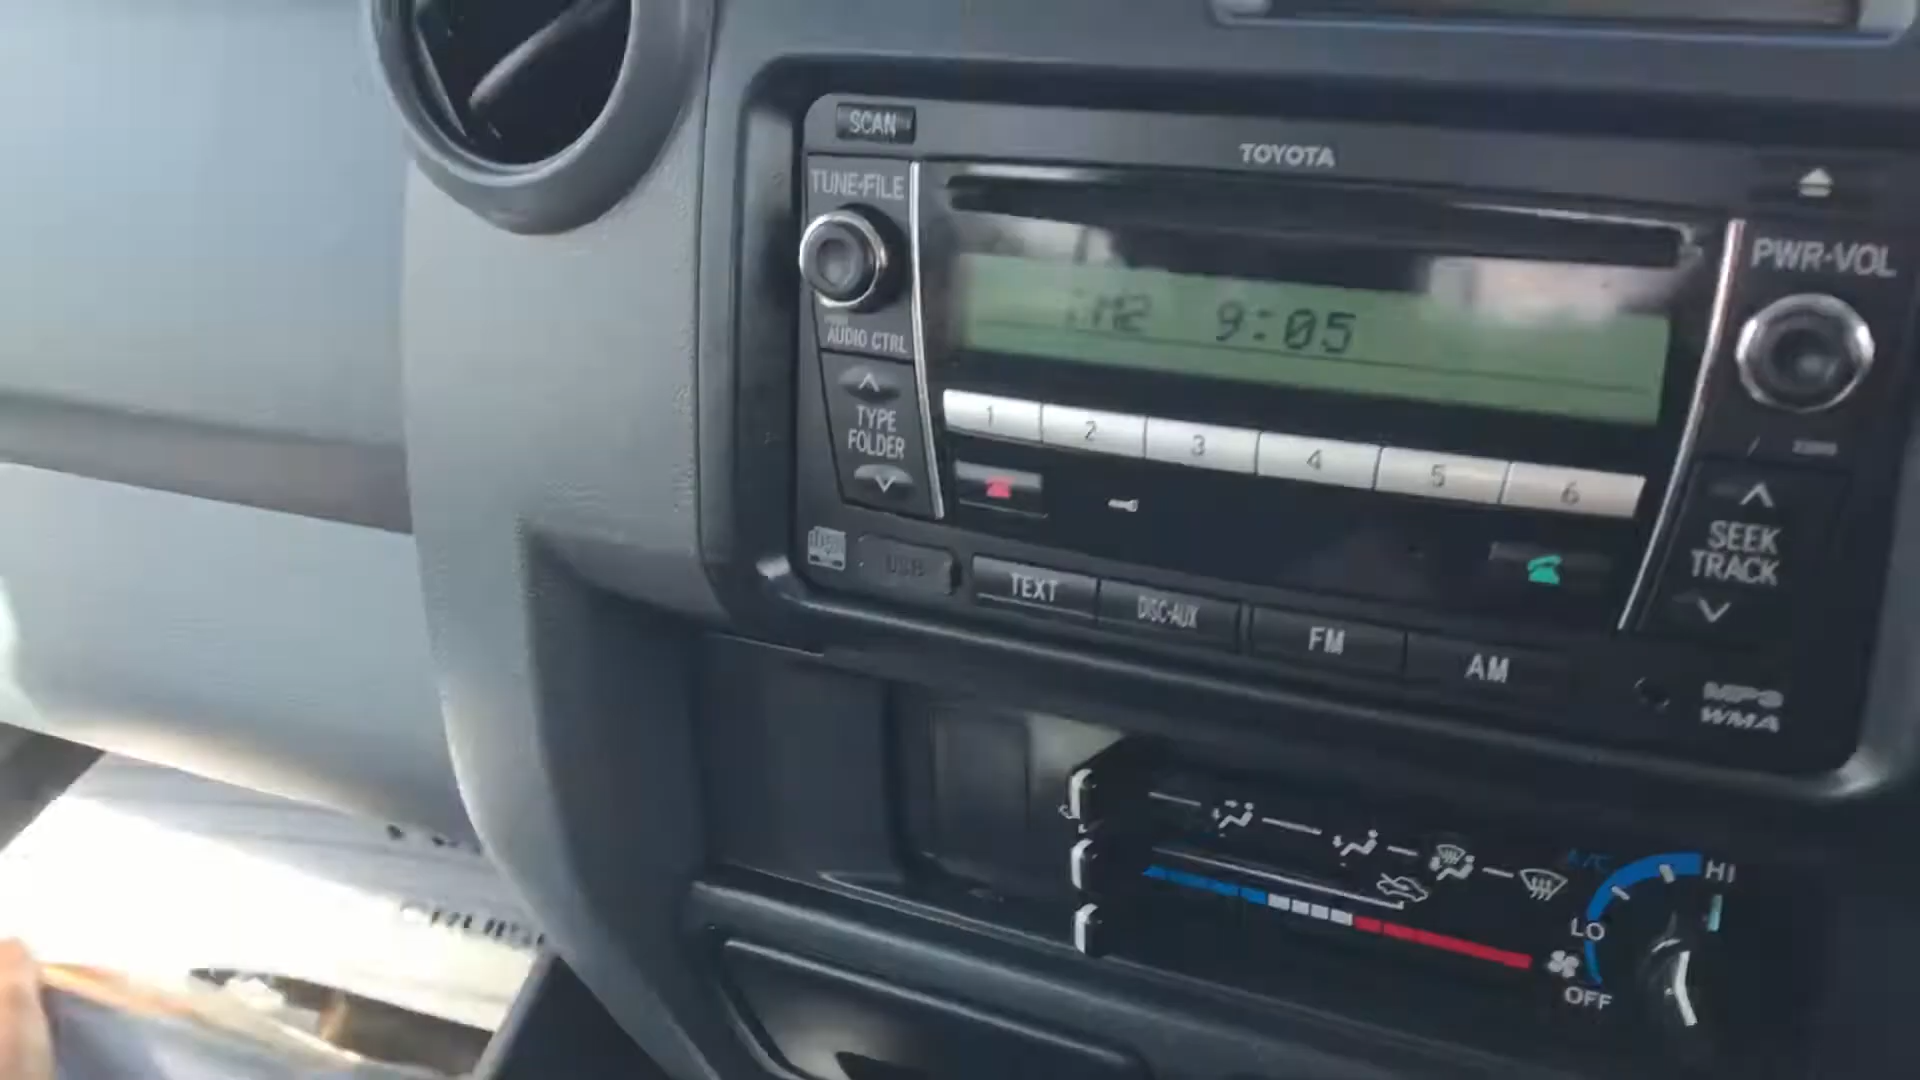 SCAN
TOYOTA
TUNE•FILE
PWR•VOL
9:05
AUDIO CTRL
TYPE
FOLDER
1 2 3 4 5 6
SEEK
TRACK
USB
TEXT
DISC•AUX
FM
AM
MP3
WMA
A/C
HI
LO
OFF